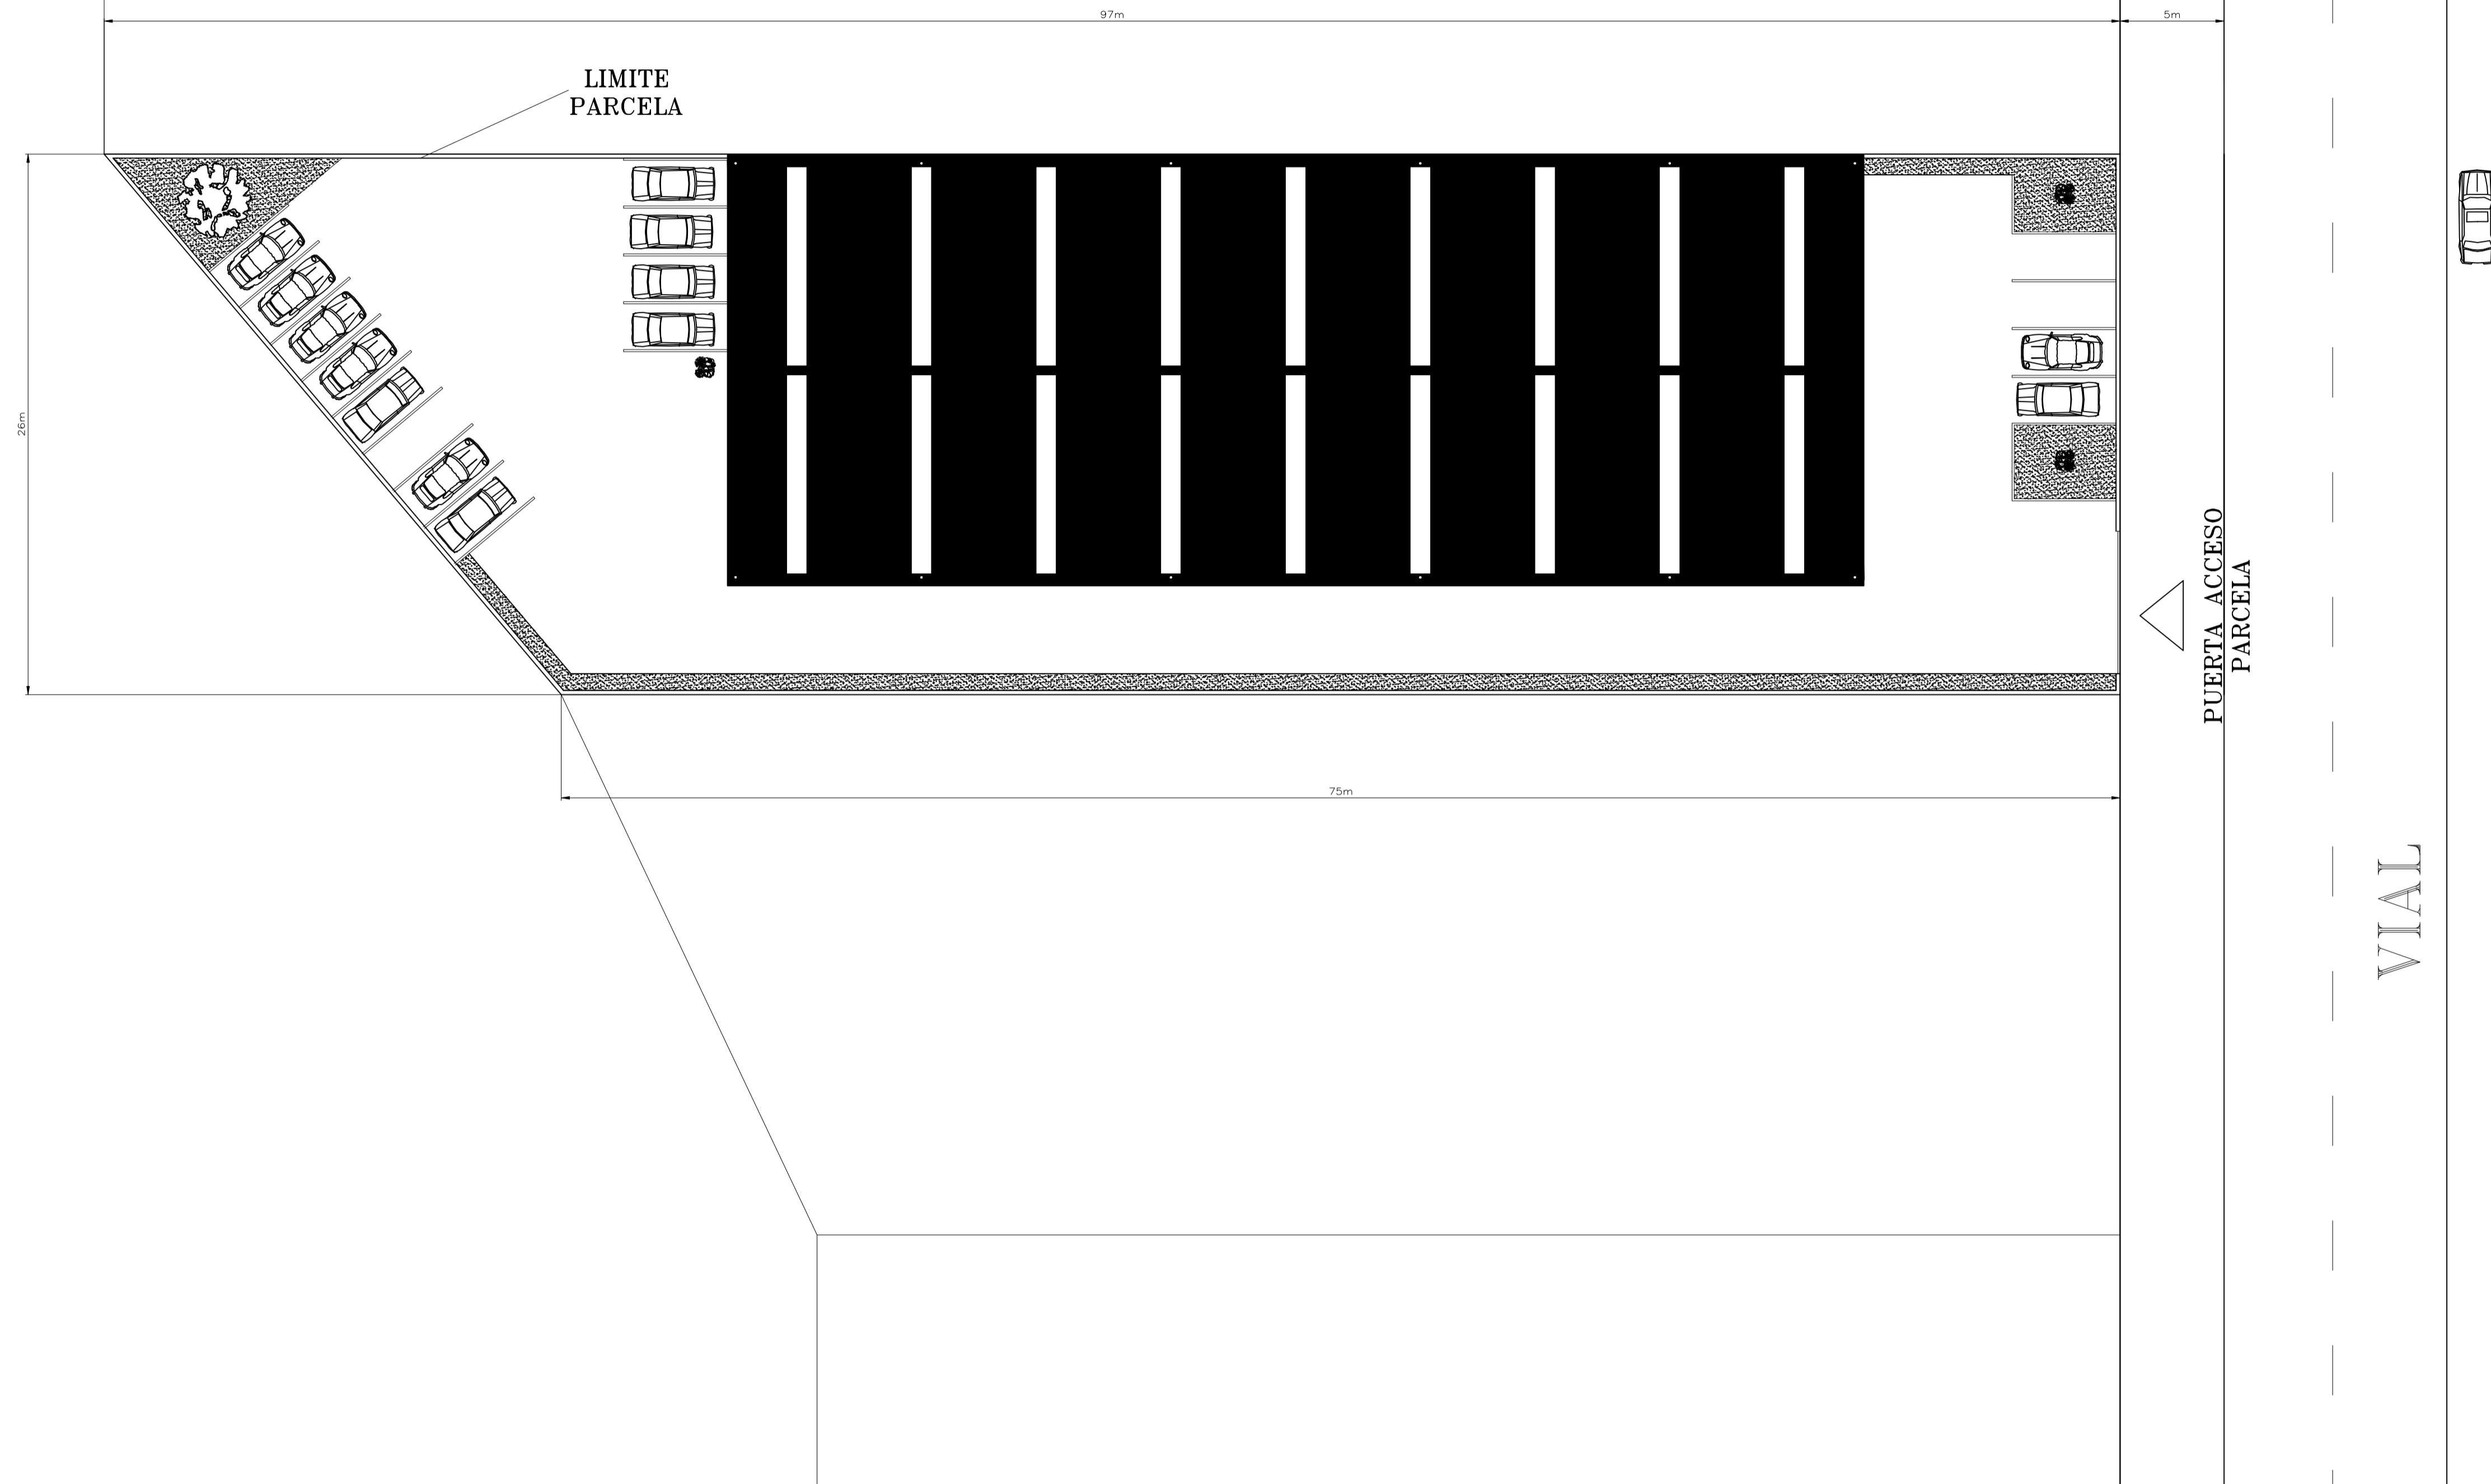 97m
5m
LIMITE
PARCELA
26m
PUERTA ACCESO
PARCELA
75m
VIAL